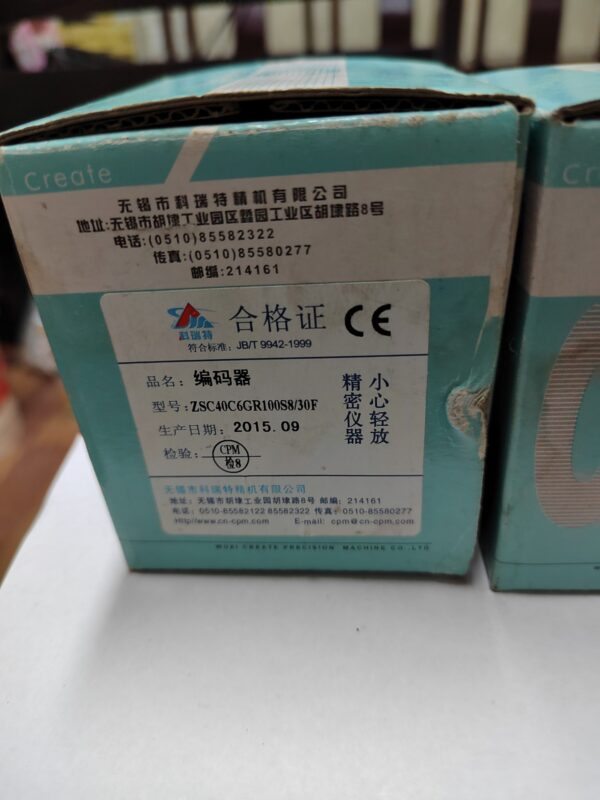 Create
无锡市科瑞特精机有限公司
地址:无锡市胡埭工业园区鸷园工业区胡埭路8号
电话:(0510)85582322
传真:(0510)85580277
邮编:214161
科瑞特
合格证 CE
符合标准: JB/T 9942-1999
品名: 编码器
型号: ZSC40C6GR100S8/30F
生产日期: 2015.09
检验: CPM 检8
小心轻放
精密仪器
无锡市科瑞特精机有限公司
地址: 无锡市胡埭工业园胡埭路8号 邮编: 214161
电话: 0510-85582122 85582322 传真: 0510-85580277
Http//www.cn-cpm.com E-mail: cpm@cn-cpm.com
WUXI CREATE PRECISION MACHINE CO.,LTD
Cr